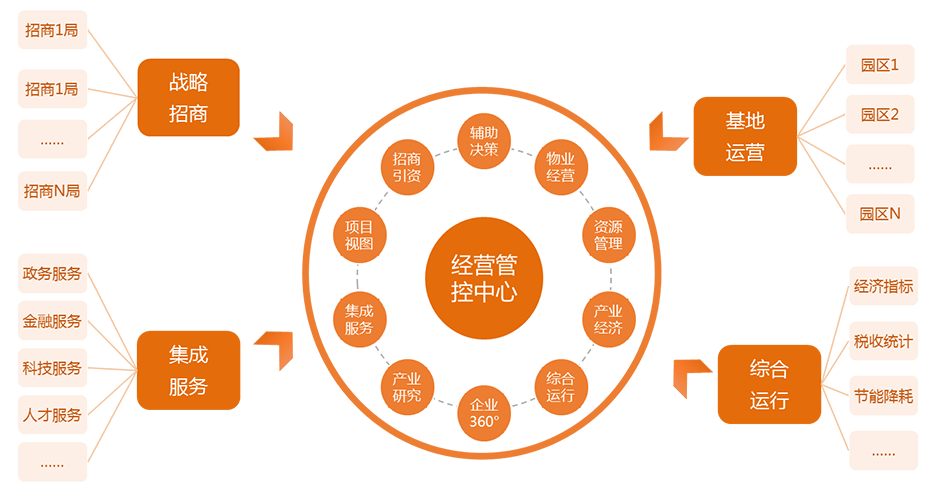 招商1局
招商1局
......
招商N局
战略
招商
政务服务
金融服务
科技服务
人才服务
......
集成
服务
辅助
决策
招商
引资
物业
经营
项目
视图
资源
管理
经营管
控中心
集成
服务
产业
经济
产业
研究
综合
运行
企业
360°
基地
运营
园区1
园区2
......
园区N
综合
运行
经济指标
税收统计
节能降耗
......